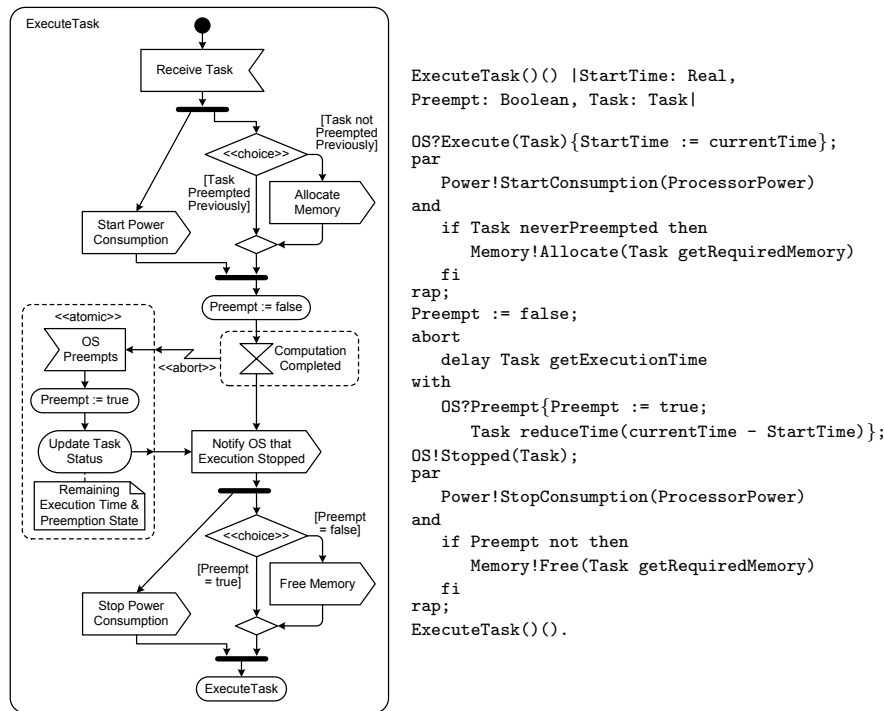 ExecuteTask
Receive Task
[Task not
Preempted
Previously]
<<choice>>
[Task
Preempted
Previously]
Allocate
Memory
Start Power
Consumption
Preempt := false
<<atomic>>
OS
Preempts
<<abort>>
Computation
Completed
Preempt := true
Update Task
Status
Notify OS that
Execution Stopped
Remaining
Execution Time &
Preemption State
[Preempt
= false]
<<choice>>
[Preempt
= true]
Free Memory
Stop Power
Consumption
ExecuteTask
ExecuteTask()() |StartTime: Real,
Preempt: Boolean, Task: Task|
OS?Execute(Task){StartTime := currentTime};
par
Power!StartConsumption(ProcessorPower)
and
if Task neverPreempted then
Memory!Allocate(Task getRequiredMemory)
fi
rap;
Preempt := false;
abort
delay Task getExecutionTime
with
OS?Preempt{Preempt := true;
Task reduceTime(currentTime - StartTime)};
OS!Stopped(Task);
par
Power!StopConsumption(ProcessorPower)
and
if Preempt not then
Memory!Free(Task getRequiredMemory)
fi
rap;
ExecuteTask()().